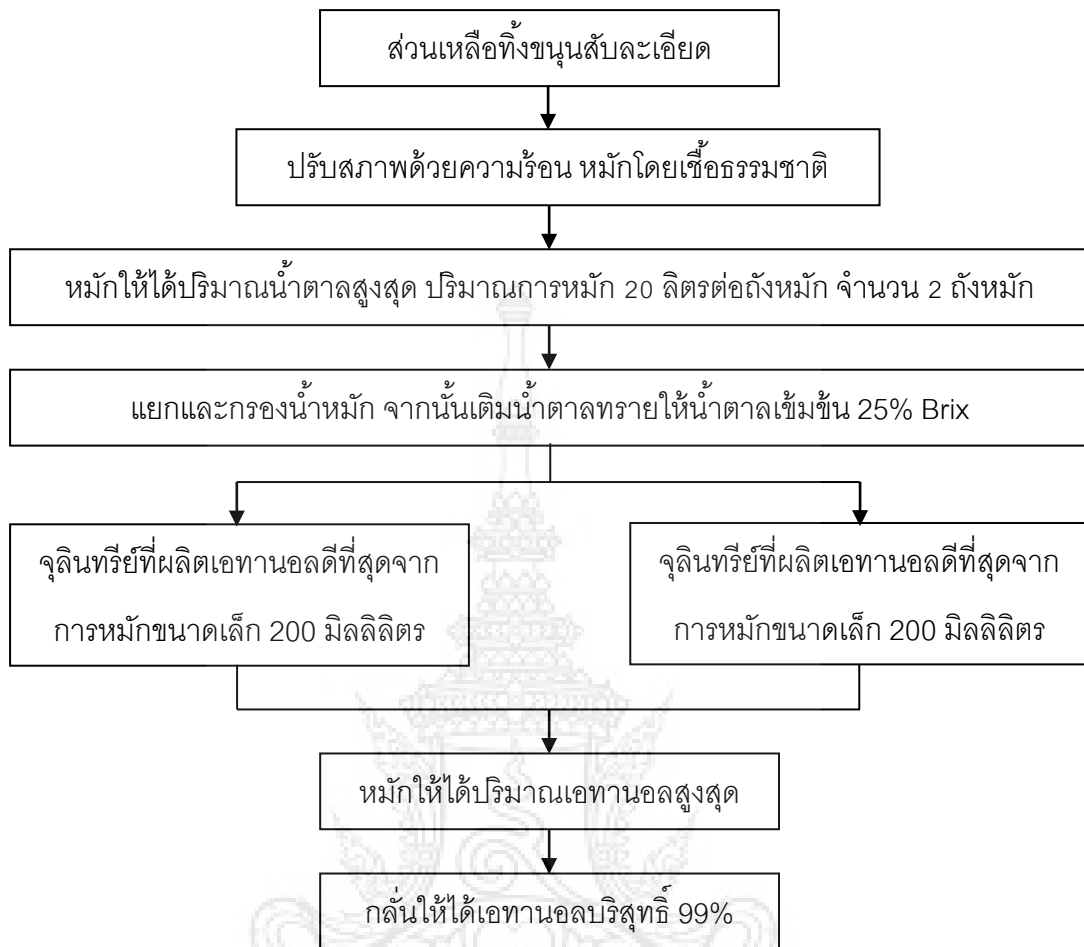 ส่วนเหลือทิ้งขนุนสับละเอียด
ปรับสภาพด้วยความร้อน หมักโดยเชื้อธรรมชาติ
หมักให้ได้ปริมาณน้ำตาลสูงสุด ปริมาณการหมัก 20 ลิตรต่อถังหมัก จำนวน 2 ถังหมัก
แยกและกรองน้ำหมัก จากนั้นเติมน้ำตาลทรายให้น้ำตาลเข้มข้น 25% Brix
จุลินทรีย์ที่ผลิตเอทานอลดีที่สุดจาก
การหมักขนาดเล็ก 200 มิลลิลิตร
จุลินทรีย์ที่ผลิตเอทานอลดีที่สุดจาก
การหมักขนาดเล็ก 200 มิลลิลิตร
หมักให้ได้ปริมาณเอทานอลสูงสุด
กลั่นให้ได้เอทานอลบริสุทธิ์ 99%